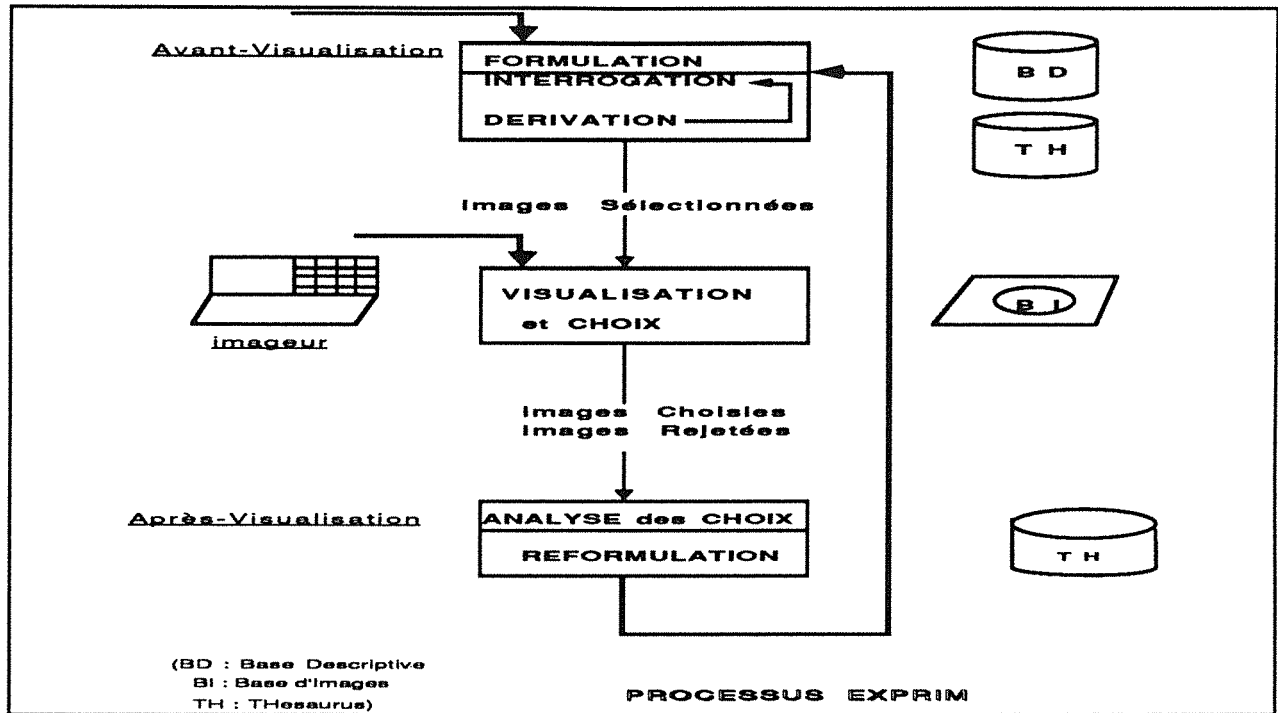 Avant-Visualisation
FORMULATION
INTERROGATION
DERIVATION
B D
T H
Images Sélectionnées
VISUALISATION
et CHOIX
imageur
B I
Images Choisies
Images Rejetées
Après-Visualisation
ANALYSE des CHOIX
REFORMULATION
T H
(BD : Base Descriptive
BI : Base d'Images
TH : THesaurus)
PROCESSUS EXPRIM